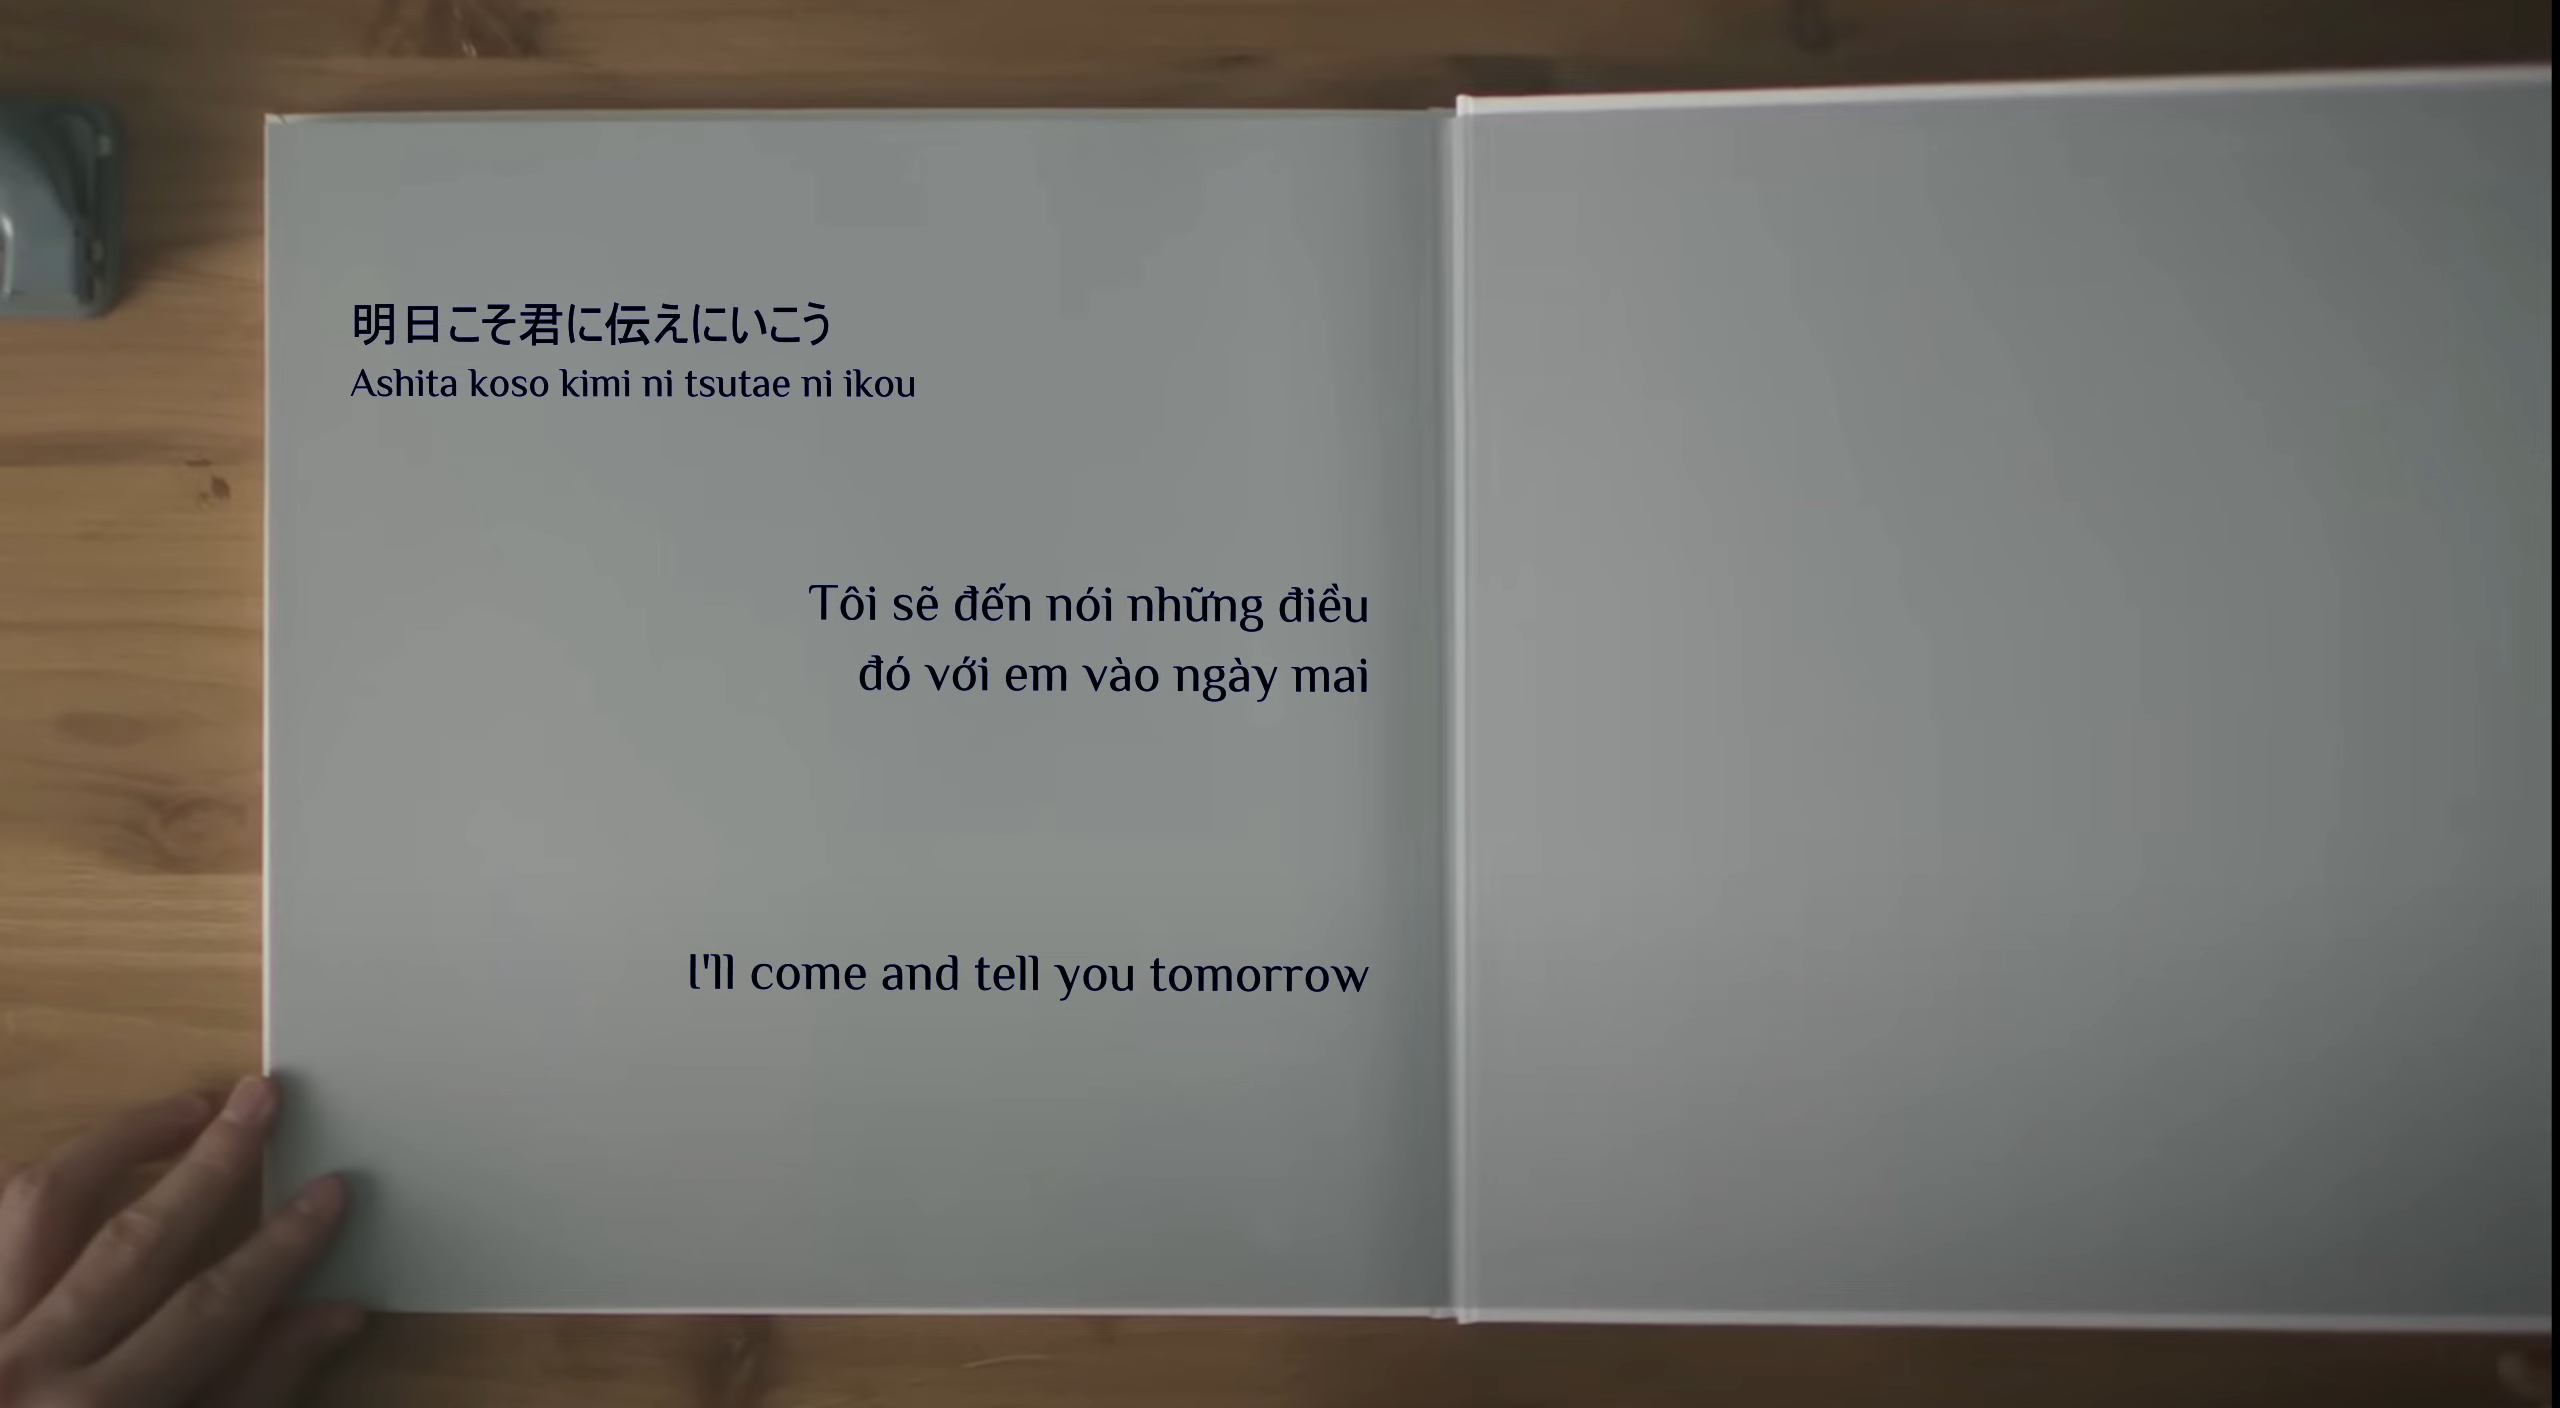 明日こそ君に伝えにいこう
Ashita koso kimi ni tsutae ni ikou
Tôi sẽ đến nói những điều
đó với em vào ngày mai
I'll come and tell you tomorrow